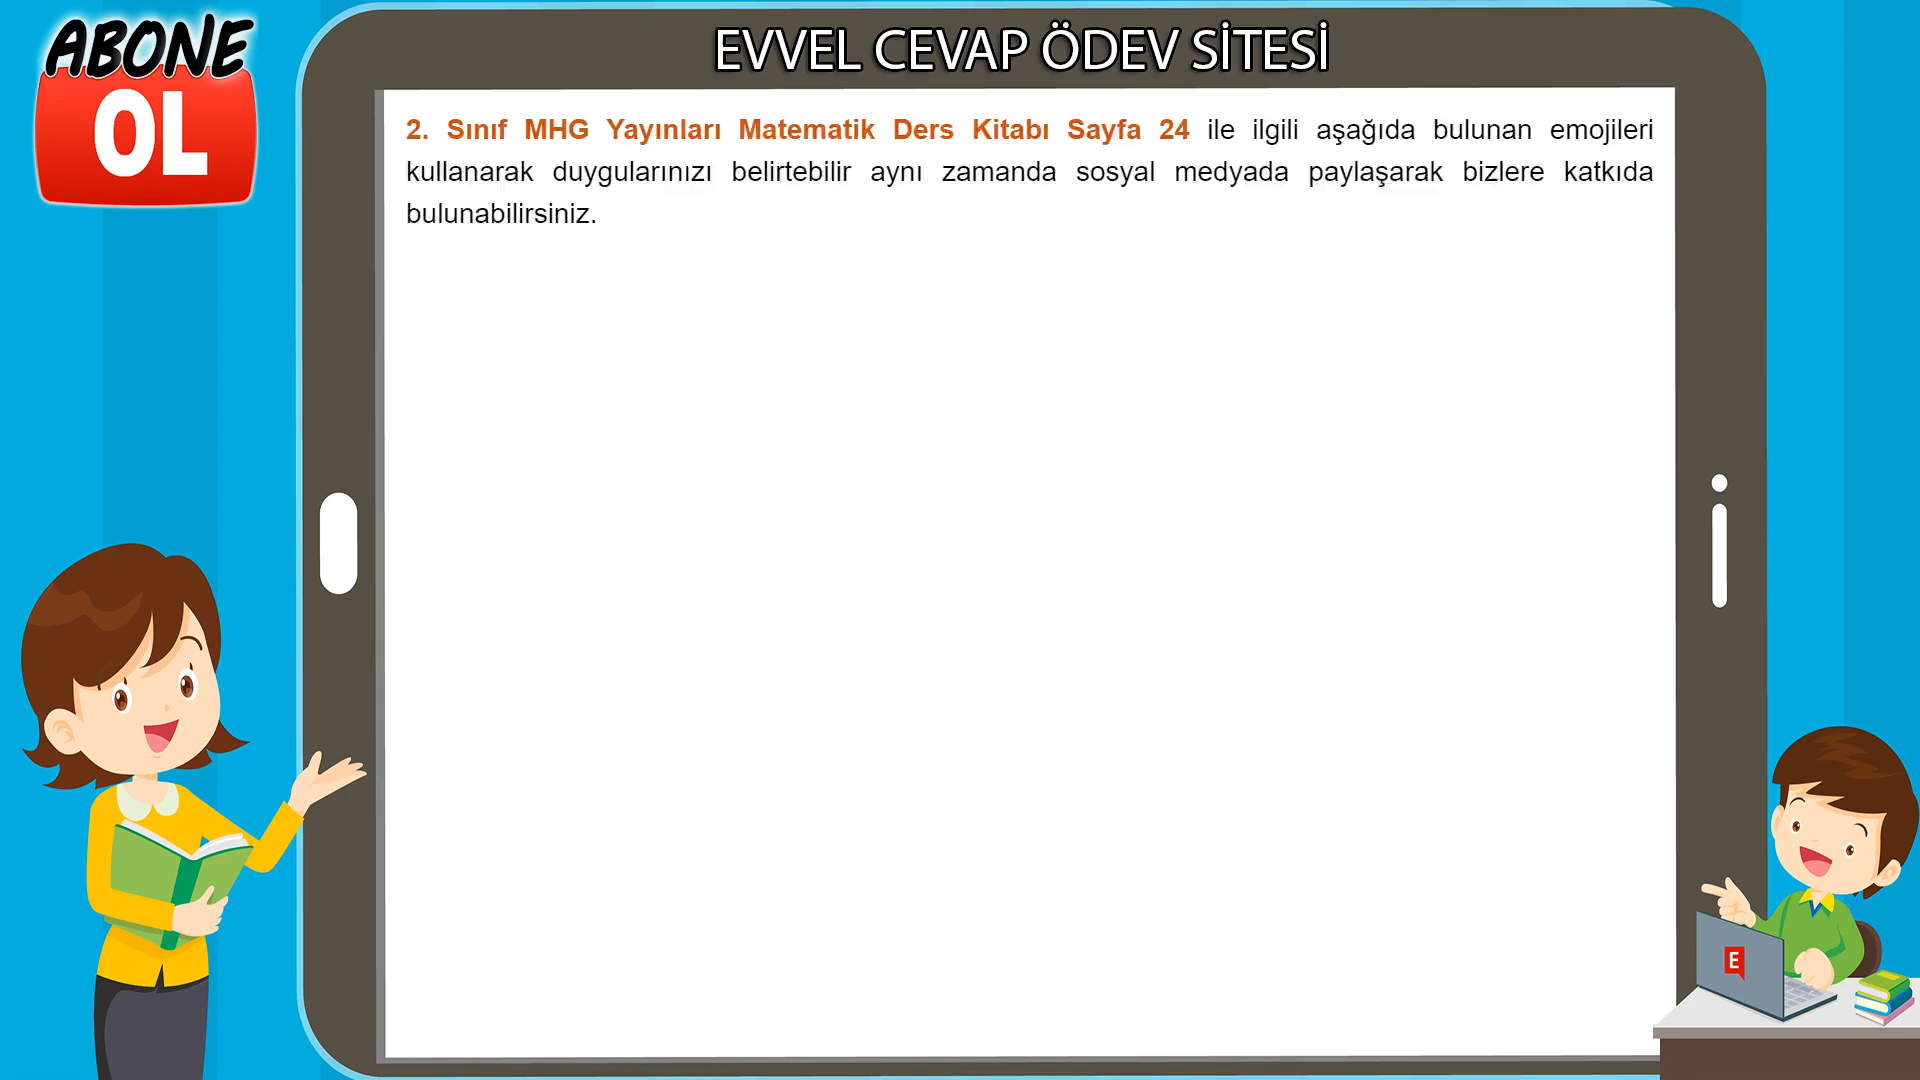 ABONE
OL
EVVEL CEVAP ÖDEV SİTESİ
2. Sınıf MHG Yayınları Matematik Ders Kitabı Sayfa 24 ile ilgili aşağıda bulunan emojileri
kullanarak duygularınızı belirtebilir aynı zamanda sosyal medyada paylaşarak bizlere katkıda
bulunabilirsiniz.
E